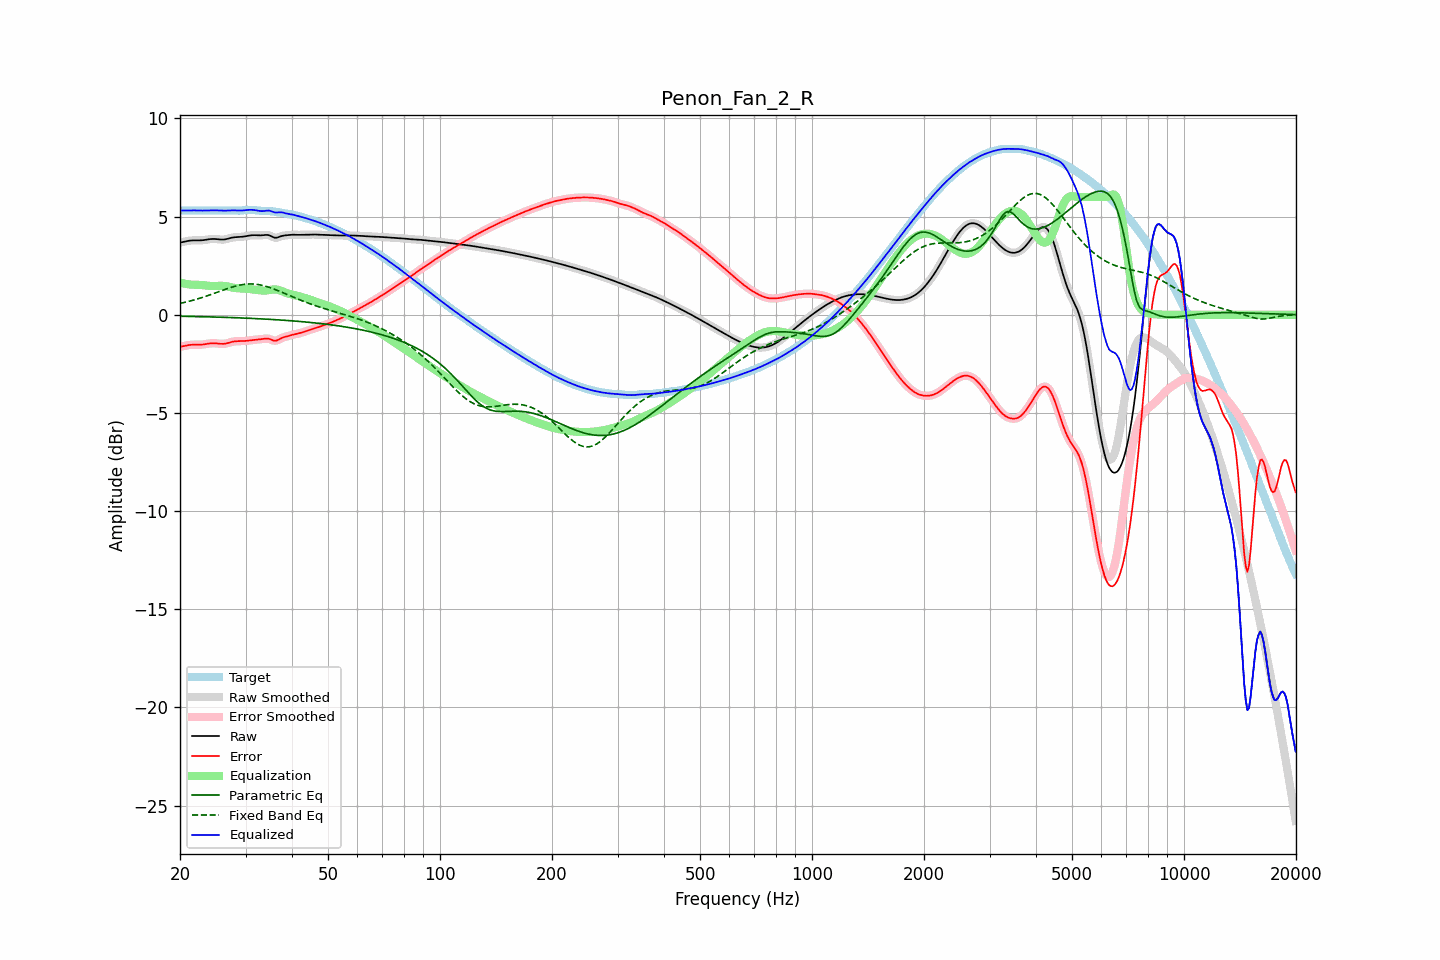 Penon_Fan_2_R
10
5
0
−5
−10
−15
−20
−25
Amplitude (dBr)
Target
Raw Smoothed
Error Smoothed
Raw
Error
Equalization
Parametric Eq
Fixed Band Eq
Equalized
20 50 100 200 500 1000 2000 5000 10000 20000
Frequency (Hz)